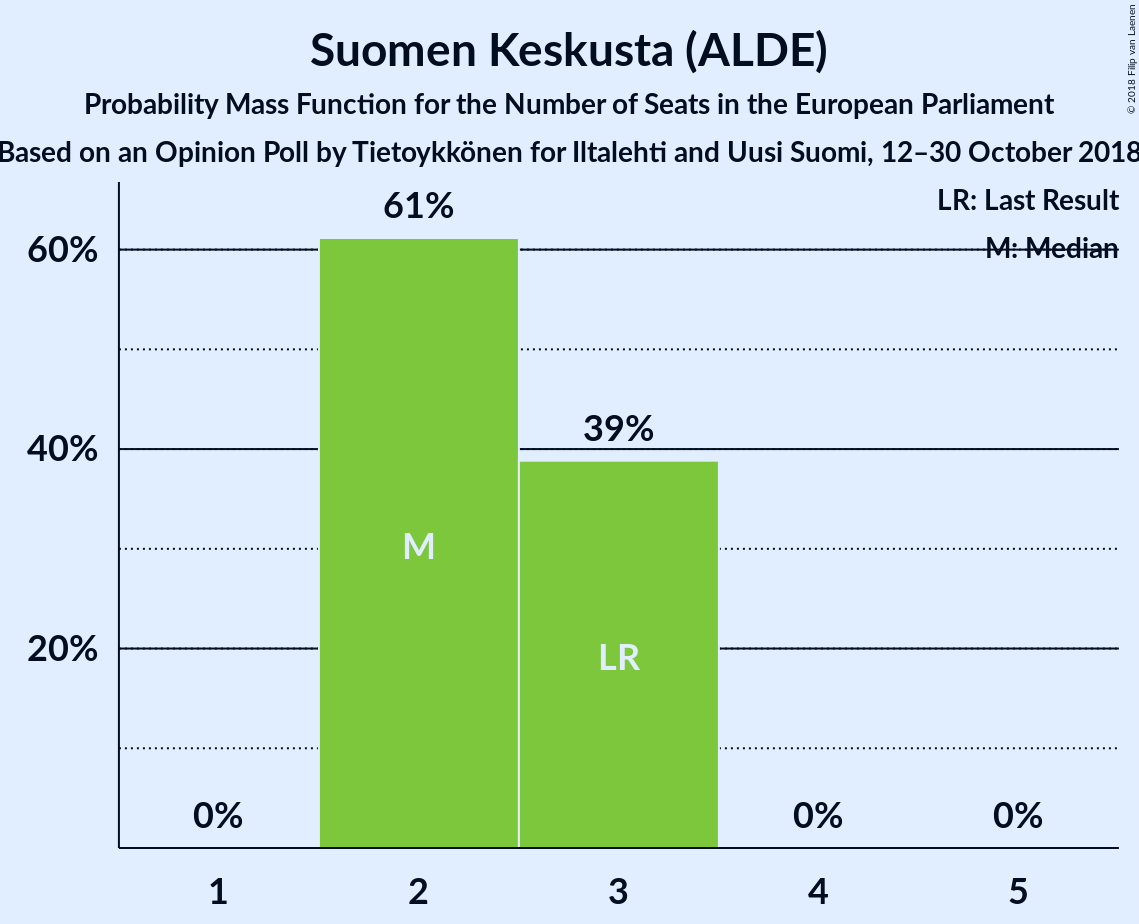 Suomen Keskusta (ALDE)
Probability Mass Function for the Number of Seats in the European Parliament
Based on an Opinion Poll by Tietoykkönen for Iltalehti and Uusi Suomi, 12–30 October 2018
© 2018 Filip van Laenen
LR: Last Result
M: Median
60%
40%
20%
61%
39%
M
LR
0%
0%
0%
1
2
3
4
5